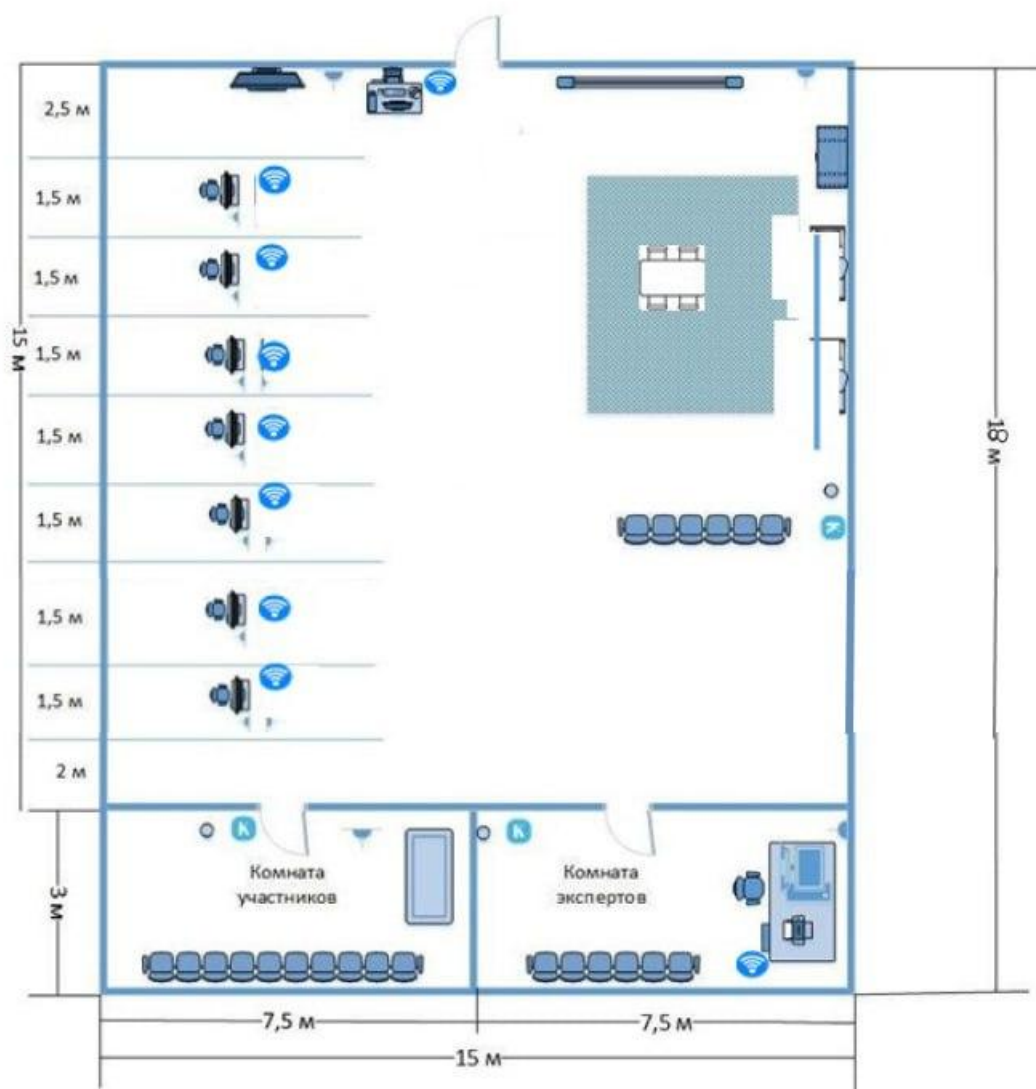 2,5 м
1,5 м
1,5 м
1,5 м
1,5 м
1,5 м
1,5 м
1,5 м
2 м
15 м
18 м
3 м
К
К
К
Комната
участников
Комната
экспертов
7,5 м
7,5 м
15 м